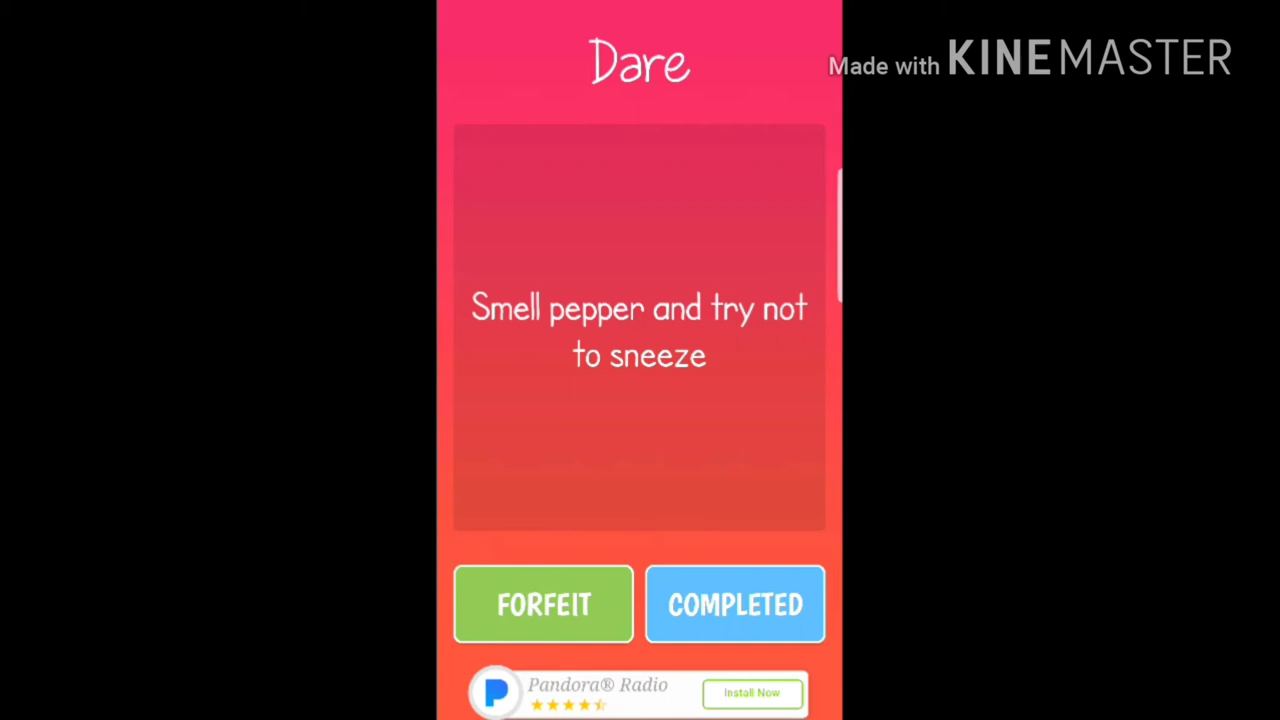 Dare
Made with KINEMASTER
Smell pepper and try not
to sneeze
FORFEIT
COMPLETED
Pandora® Radio
Install Now